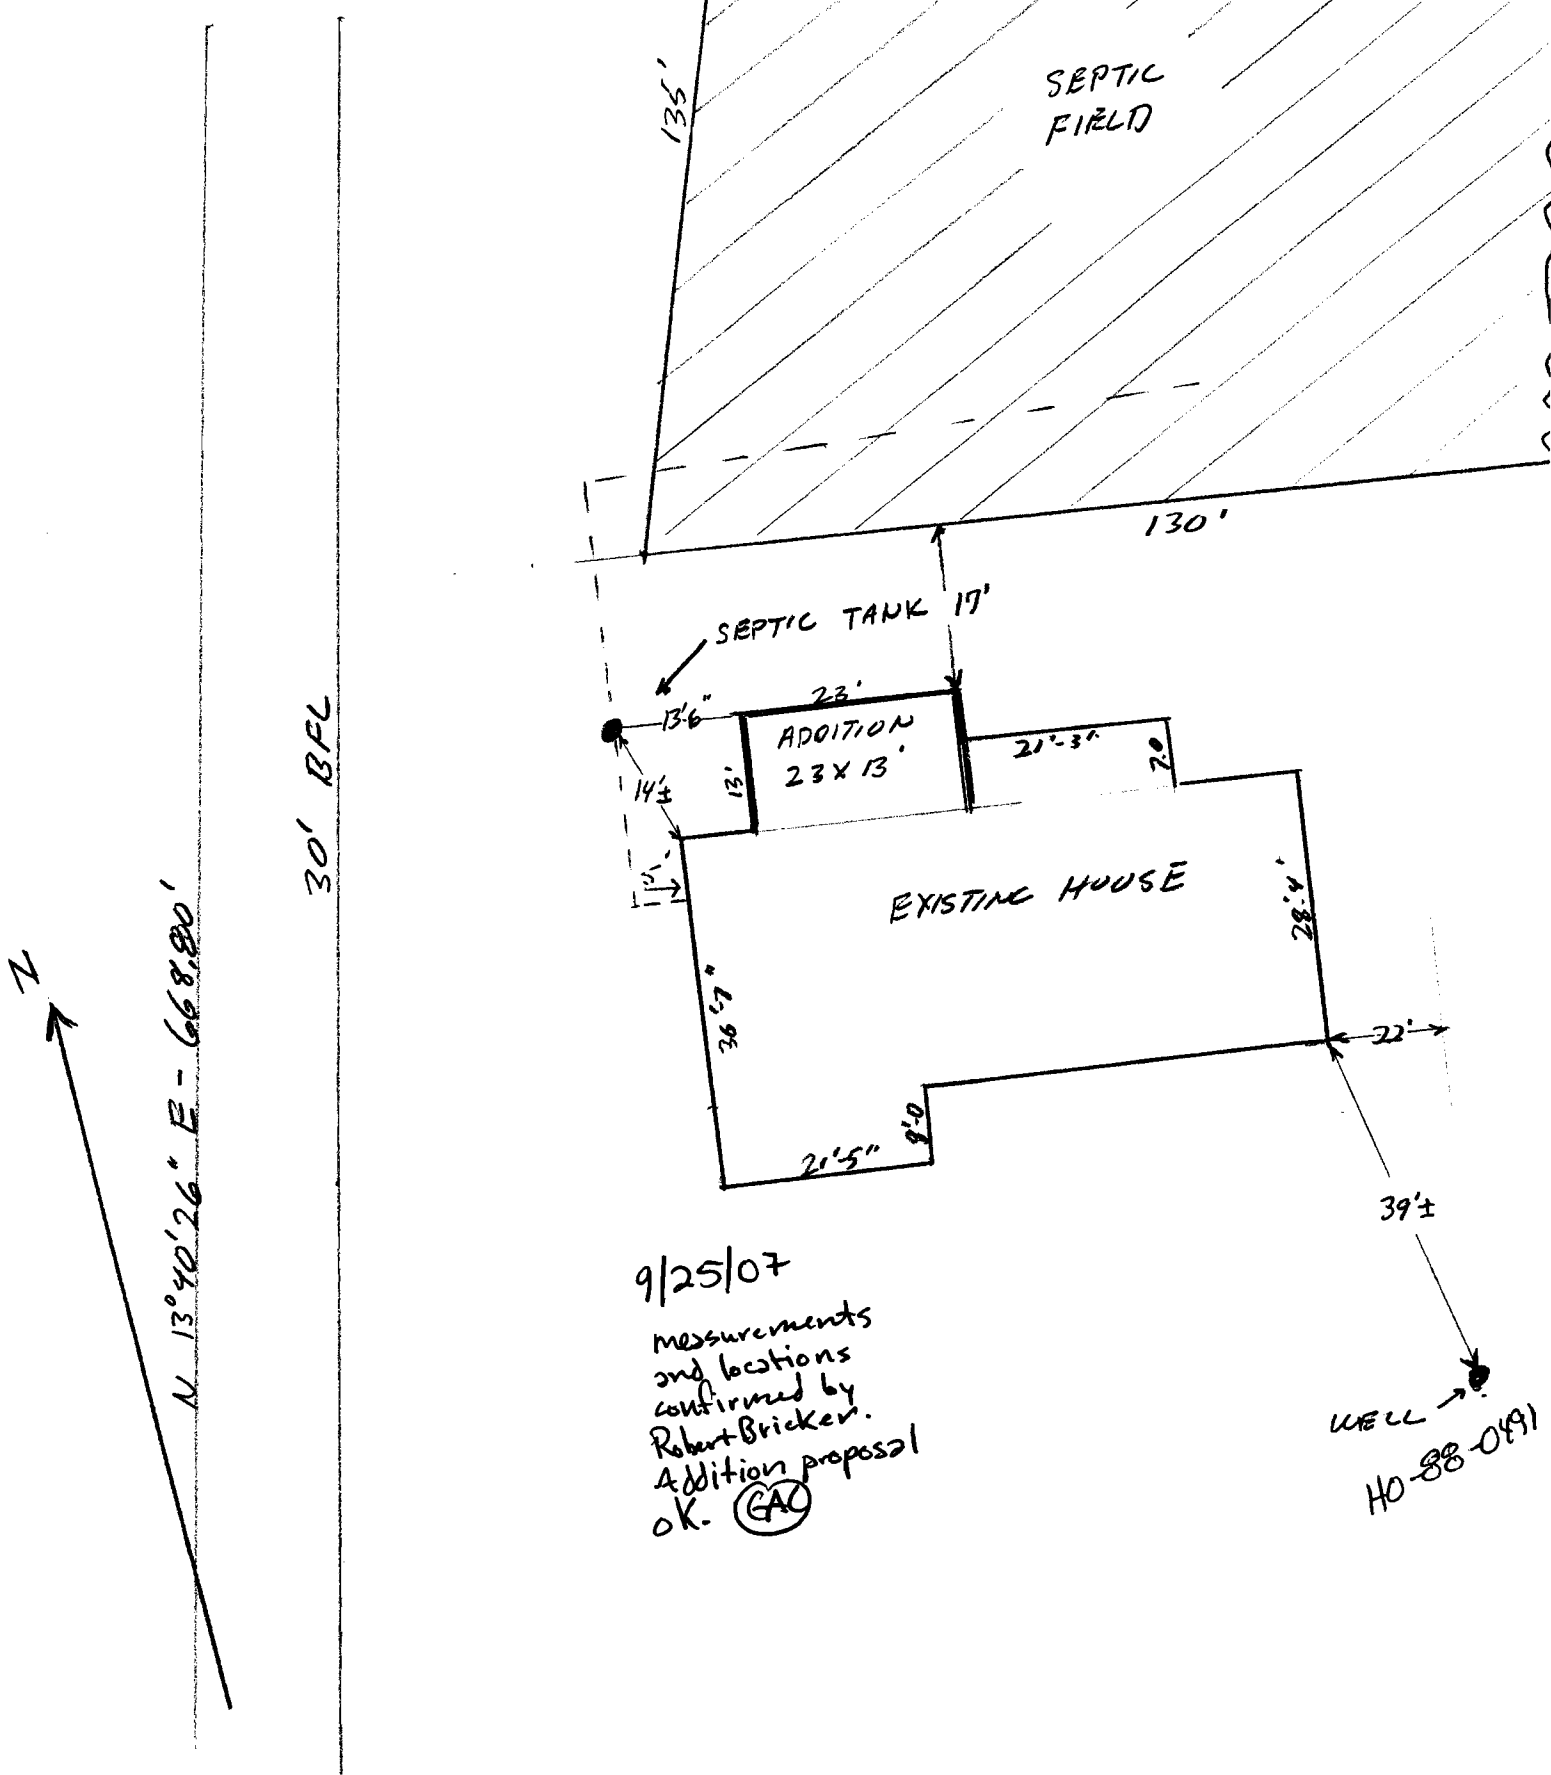 135'
SEPTIC
FIELD
130'
SEPTIC TANK
17'
13'6"
23'
ADDITION
23 X 13'
13'
14'±
21'-3"
7.0
EXISTING HOUSE
28'-4"
36'-7"
22'
21'-5"
8'-0
39'±
30' BFL
N 13°40'26" E - 668.80'
N
9/25/07
measurements
and locations
confirmed by
Robert Bricker.
Addition proposal
OK. GAC
WELL
HO-88-0491